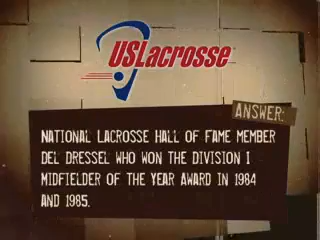 USLacrosse
ANSWER:
NATIONAL LACROSSE HALL OF FAME MEMBER
DEL DRESSEL WHO WON THE DIVISION I
MIDFIELDER OF THE YEAR AWARD IN 1984
AND 1985.